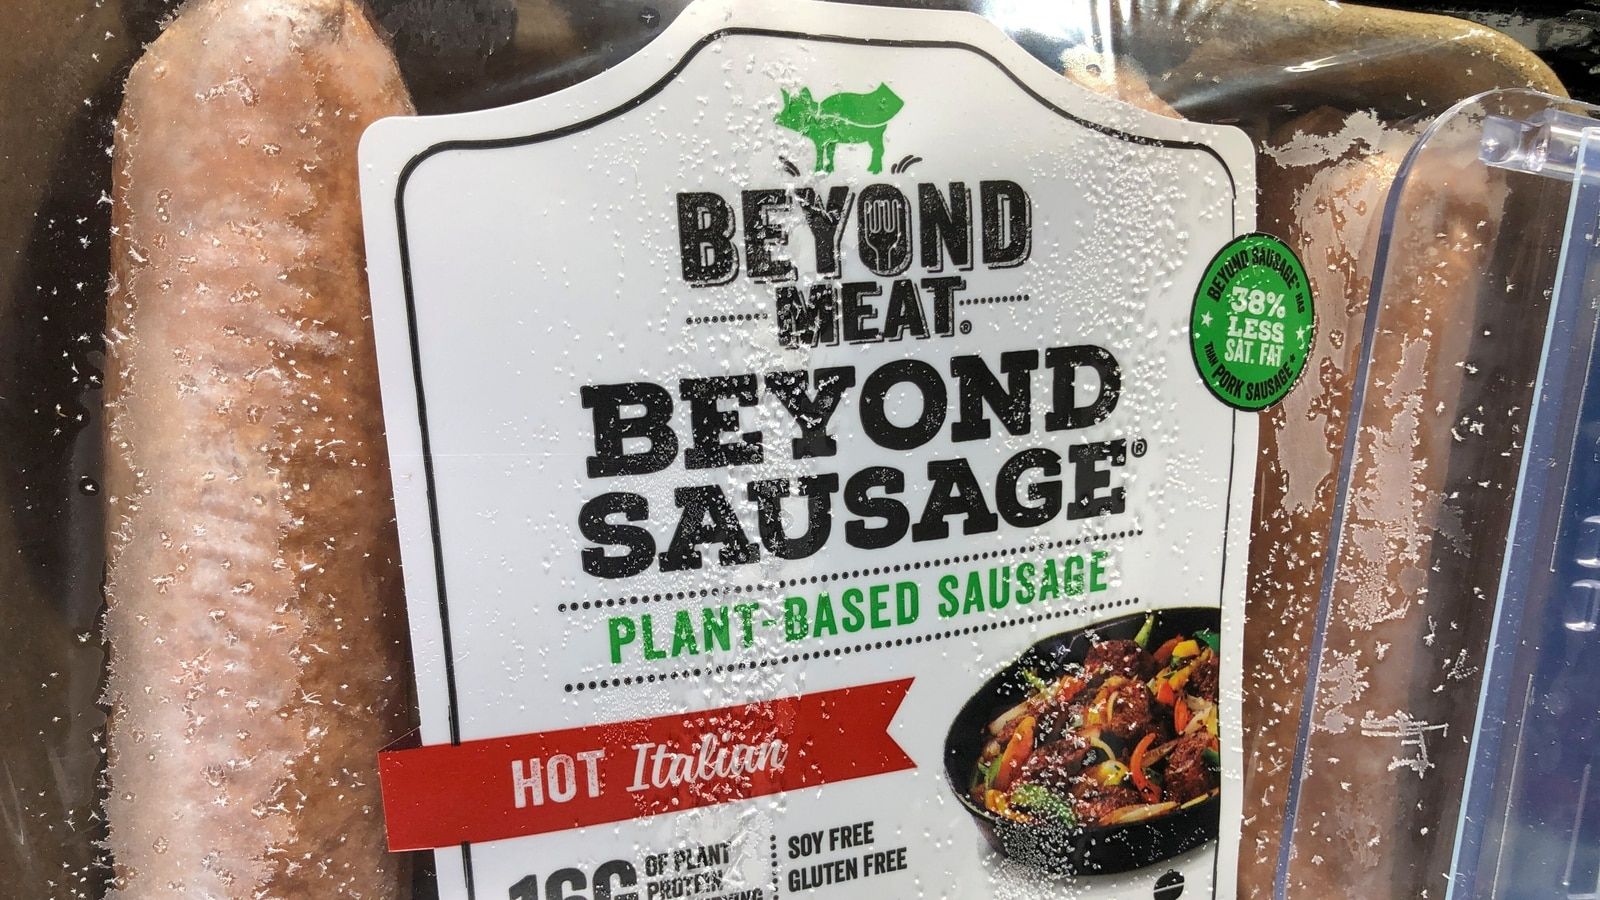 BEYOND
MEAT®
BEYOND
SAUSAGE®
PLANT-BASED SAUSAGE
HOT Italian
16G OF PLANT
PROTEIN
SOY FREE
GLUTEN FREE
BEYOND SAUSAGE® HAS
38%
LESS
SAT. FAT
THAN PORK SAUSAGE*